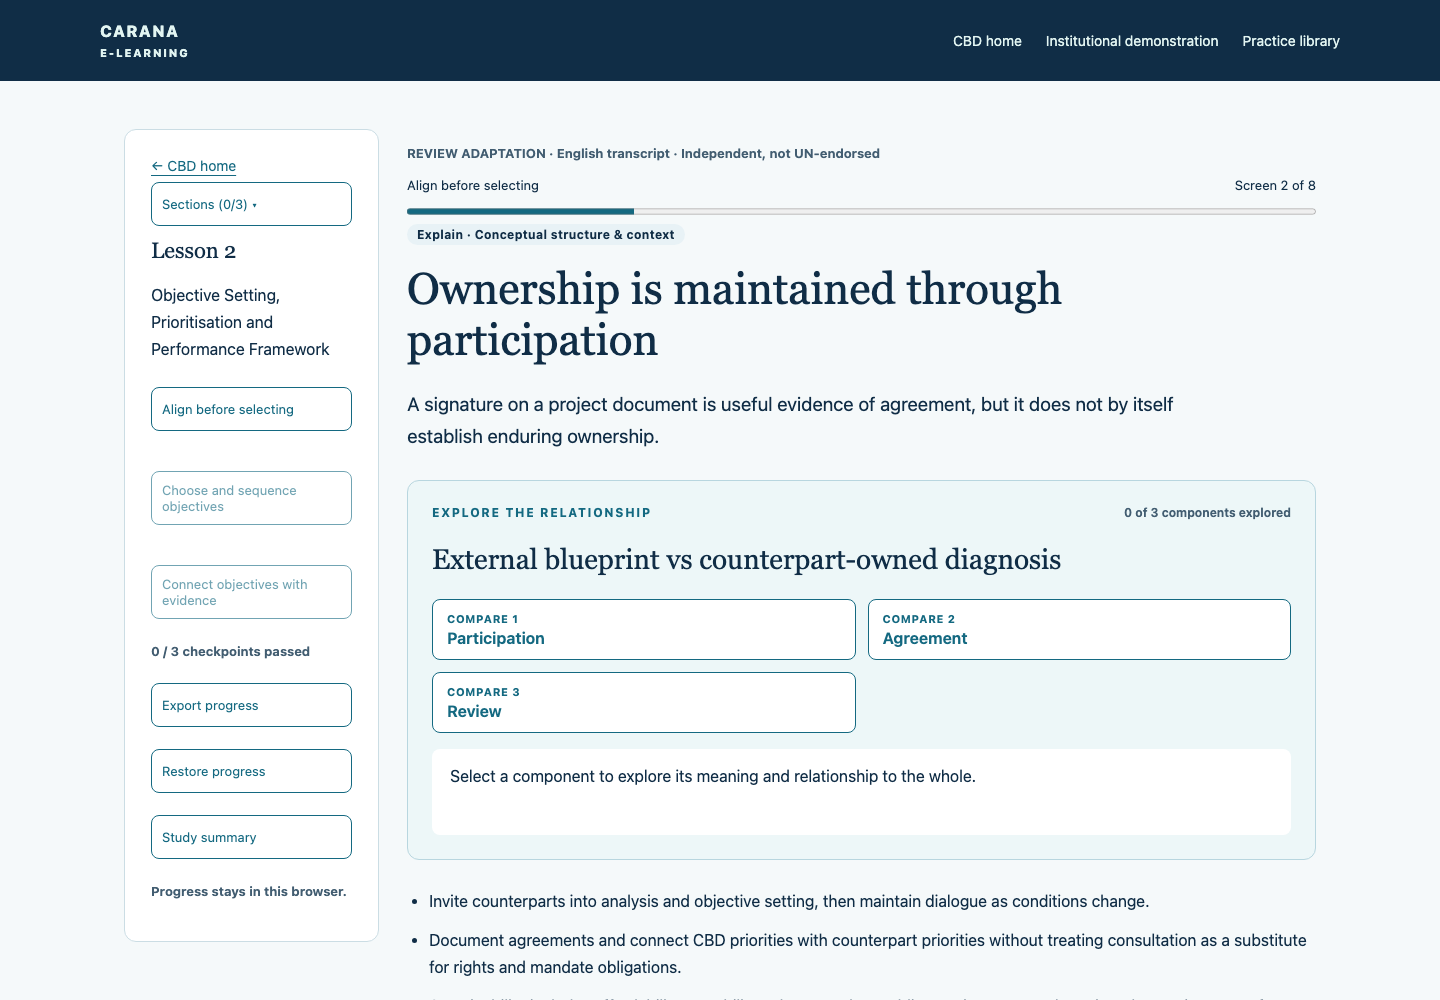 CARANA
E-LEARNING
CBD home
Institutional demonstration
Practice library
← CBD home
Sections (0/3) ▾
Lesson 2
Objective Setting,
Prioritisation and
Performance Framework
Align before selecting
Choose and sequence
objectives
Connect objectives with
evidence
0 / 3 checkpoints passed
Export progress
Restore progress
Study summary
Progress stays in this browser.
REVIEW ADAPTATION · English transcript · Independent, not UN-endorsed
Align before selecting
Screen 2 of 8
Explain · Conceptual structure & context
Ownership is maintained through
participation
A signature on a project document is useful evidence of agreement, but it does not by itself
establish enduring ownership.
EXPLORE THE RELATIONSHIP
0 of 3 components explored
External blueprint vs counterpart-owned diagnosis
COMPARE 1
Participation
COMPARE 2
Agreement
COMPARE 3
Review
Select a component to explore its meaning and relationship to the whole.
• Invite counterparts into analysis and objective setting, then maintain dialogue as conditions change.
• Document agreements and connect CBD priorities with counterpart priorities without treating consultation as a substitute
for rights and mandate obligations.